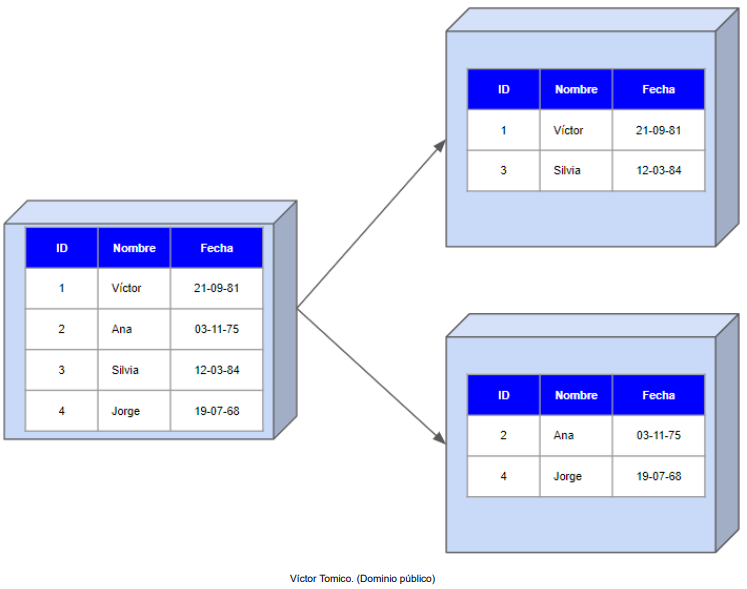 ID Nombre Fecha
1 Víctor 21-09-81
2 Ana 03-11-75
3 Silvia 12-03-84
4 Jorge 19-07-68
ID Nombre Fecha
1 Víctor 21-09-81
3 Silvia 12-03-84
ID Nombre Fecha
2 Ana 03-11-75
4 Jorge 19-07-68
Víctor Tomico. (Dominio público)